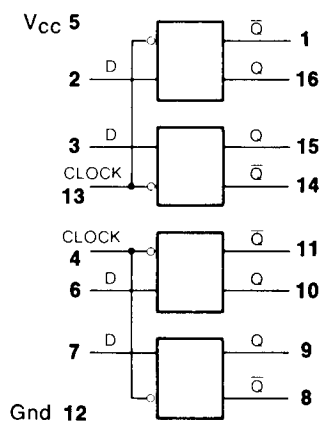 VCC 5
Q̅ 1
D
2
Q 16
D
3
Q 15
CLOCK
13
Q̅ 14
CLOCK
4
Q̅ 11
D
6
Q 10
D
7
Q 9
Q̅ 8
Gnd 12